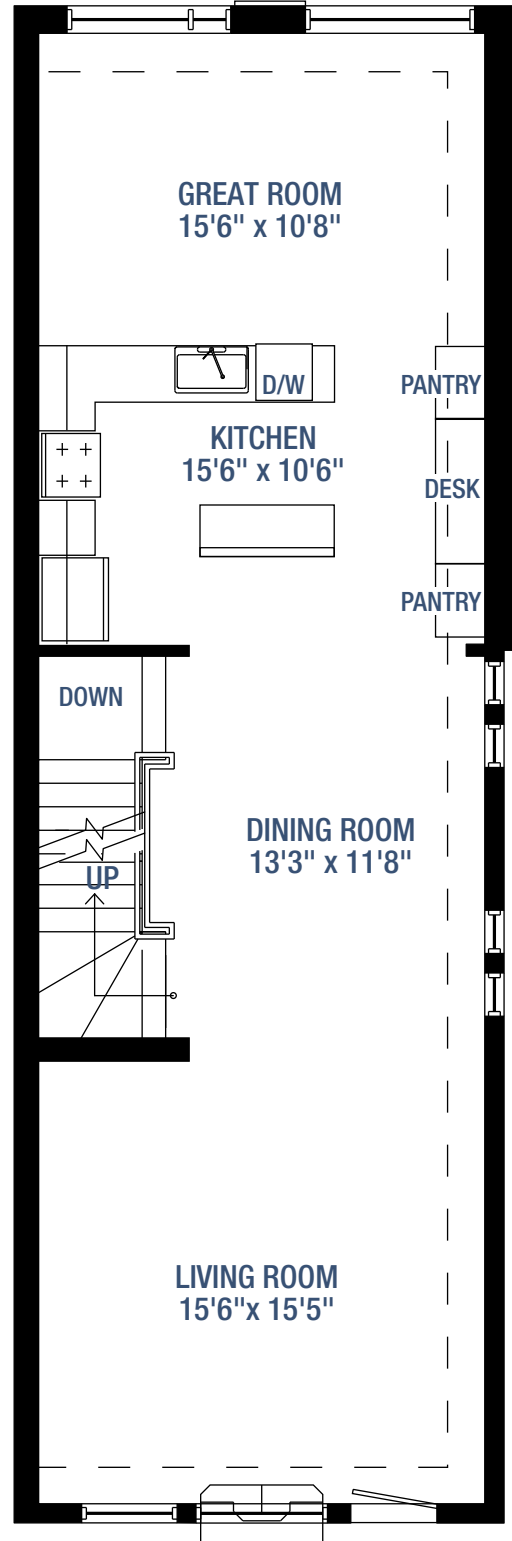 GREAT ROOM
15'6" x 10'8"
D/W
PANTRY
KITCHEN
15'6" x 10'6"
DESK
PANTRY
DOWN
DINING ROOM
13'3" x 11'8"
UP
LIVING ROOM
15'6"x 15'5"